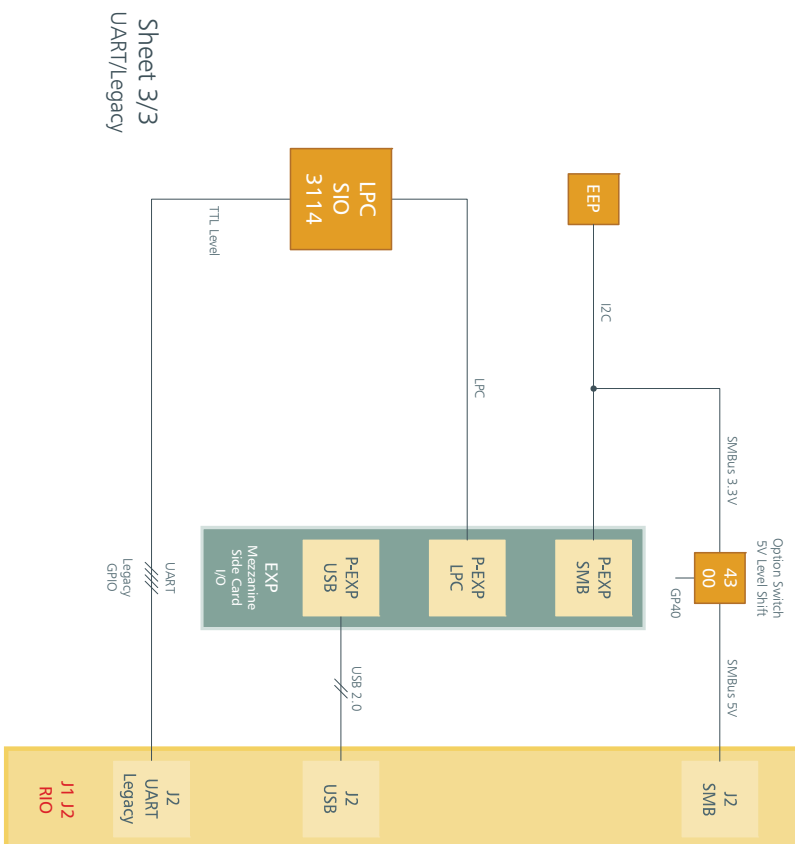 Sheet 3/3
UART/Legacy
LPC
SIO
3114
TTL Level
EEP
I2C
LPC
SMBus 3.3V
Option Switch
5V Level Shift
43
00
GP40
SMBus 5V
EXP
Mezzanine
Side Card
I/O
P-EXP
USB
P-EXP
LPC
P-EXP
SMB
UART
Legacy
GPIO
USB 2.0
J1 J2
RIO
J2
UART
Legacy
J2
USB
J2
SMB